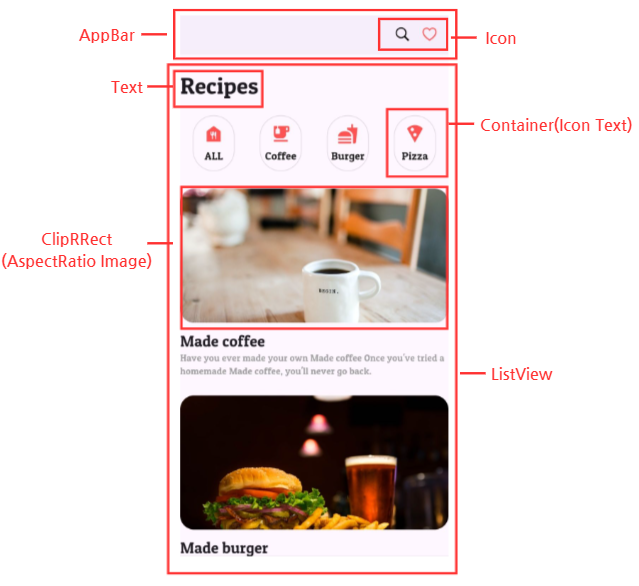 AppBar
Icon
Text
Recipes
ALL
Coffee
Burger
Pizza
Container(Icon Text)
ClipRRect
(AspectRatio Image)
BEGIN.
Made coffee
Have you ever made your own Made coffee Once you've tried a
homemade Made coffee, you'll never go back.
ListView
Made burger